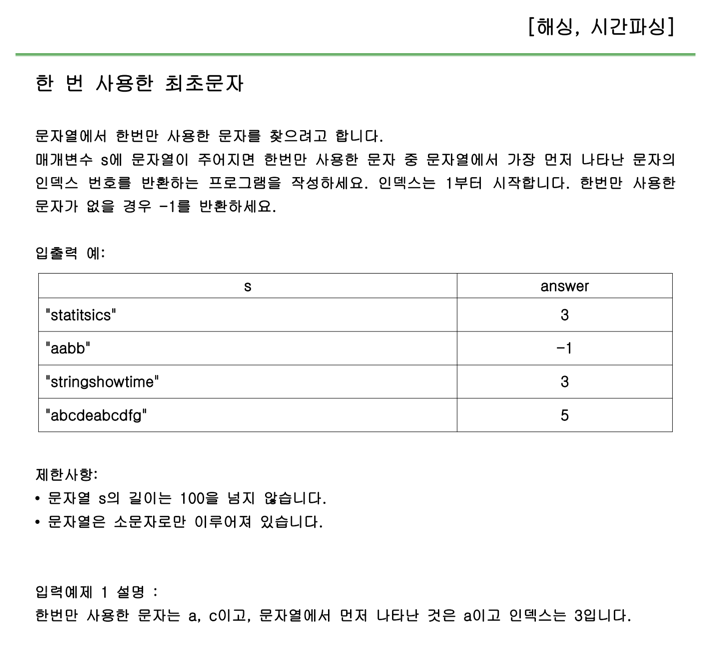 [해싱, 시간파싱]
한 번 사용한 최초문자
문자열에서 한번만 사용한 문자를 찾으려고 합니다.
매개변수 s에 문자열이 주어지면 한번만 사용한 문자 중 문자열에서 가장 먼저 나타난 문자의
인덱스 번호를 반환하는 프로그램을 작성하세요. 인덱스는 1부터 시작합니다. 한번만 사용한
문자가 없을 경우 -1를 반환하세요.
입출력 예:
s answer
"statitsics" 3
"aabb" -1
"stringshowtime" 3
"abcdeabcdfg" 5
제한사항:
• 문자열 s의 길이는 100을 넘지 않습니다.
• 문자열은 소문자로만 이루어져 있습니다.
입력예제 1 설명 :
한번만 사용한 문자는 a, c이고, 문자열에서 먼저 나타난 것은 a이고 인덱스는 3입니다.